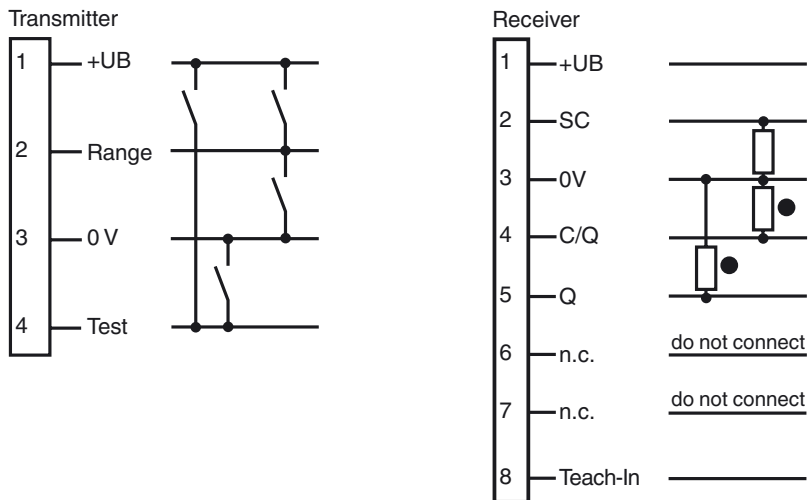 Transmitter
1 +UB
2 Range
3 0 V
4 Test
Receiver
1 +UB
2 SC
3 0V
4 C/Q
5 Q
6 n.c. do not connect
7 n.c. do not connect
8 Teach-In